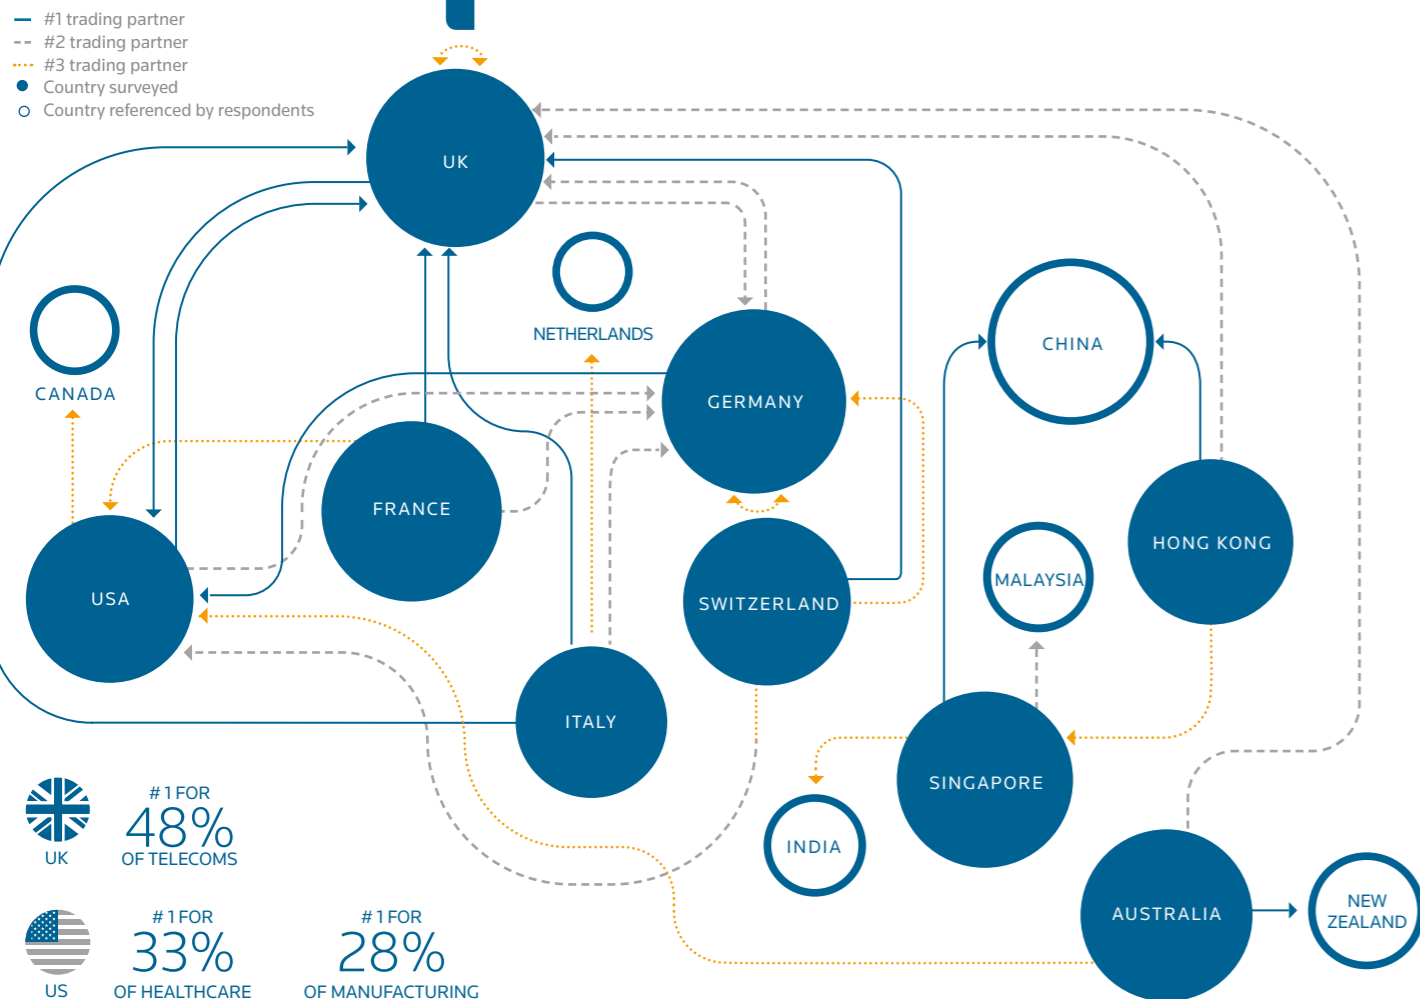 #1 trading partner
#2 trading partner
#3 trading partner
Country surveyed
Country referenced by respondents
UK
NETHERLANDS
CANADA
CHINA
GERMANY
FRANCE
HONG KONG
MALAYSIA
USA
SWITZERLAND
ITALY
SINGAPORE
INDIA
AUSTRALIA
NEW
ZEALAND
UK
#1 FOR
48%
OF TELECOMS
US
#1 FOR
33%
OF HEALTHCARE
#1 FOR
28%
OF MANUFACTURING